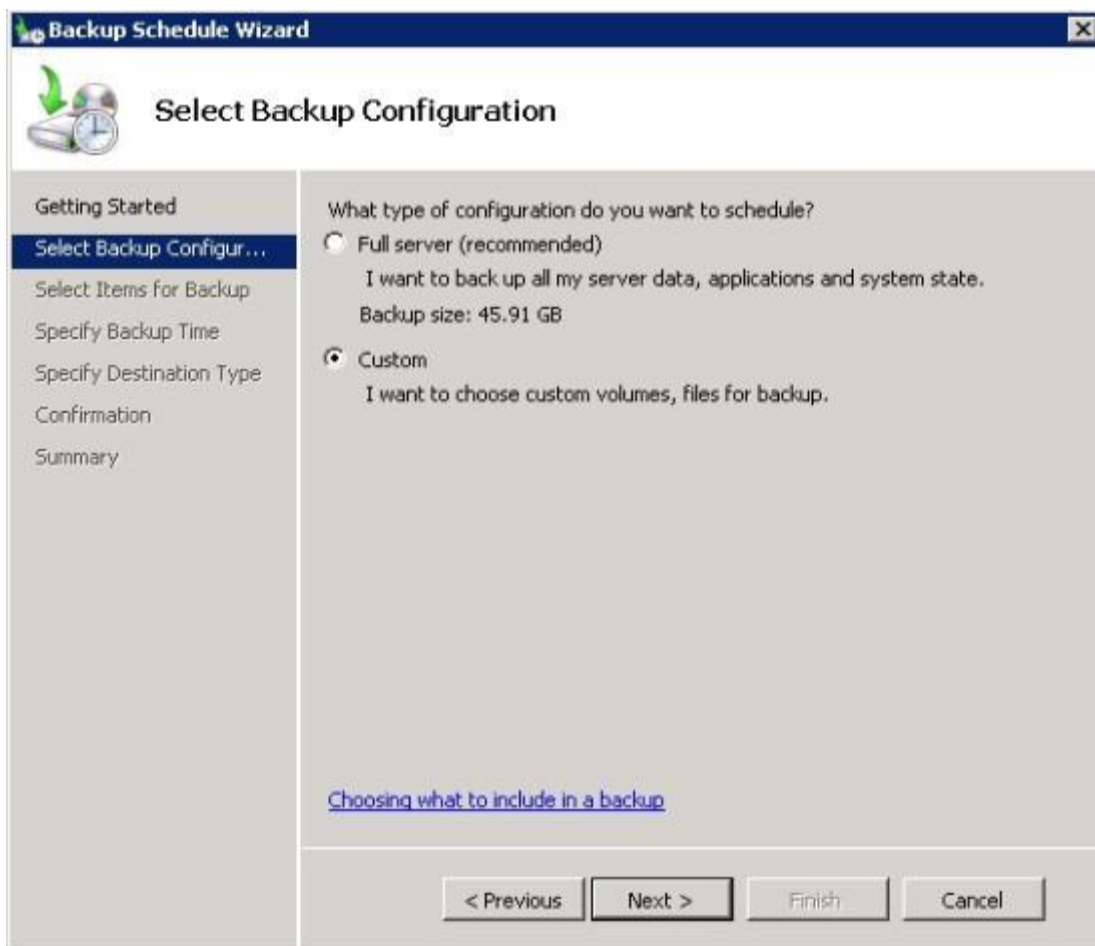 Backup Schedule Wizard
Select Backup Configuration
Getting Started
Select Backup Configur...
Select Items for Backup
Specify Backup Time
Specify Destination Type
Confirmation
Summary
What type of configuration do you want to schedule?
Full server (recommended)
I want to back up all my server data, applications and system state.
Backup size: 45.91 GB
Custom
I want to choose custom volumes, files for backup.
Choosing what to include in a backup
< Previous
Next >
Finish
Cancel